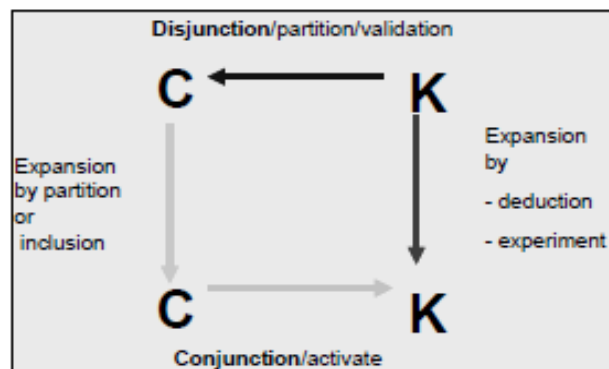 Disjunction/partition/validation
C
K
Expansion
by partition
or
inclusion
Expansion
by
- deduction
- experiment
C
K
Conjunction/activate